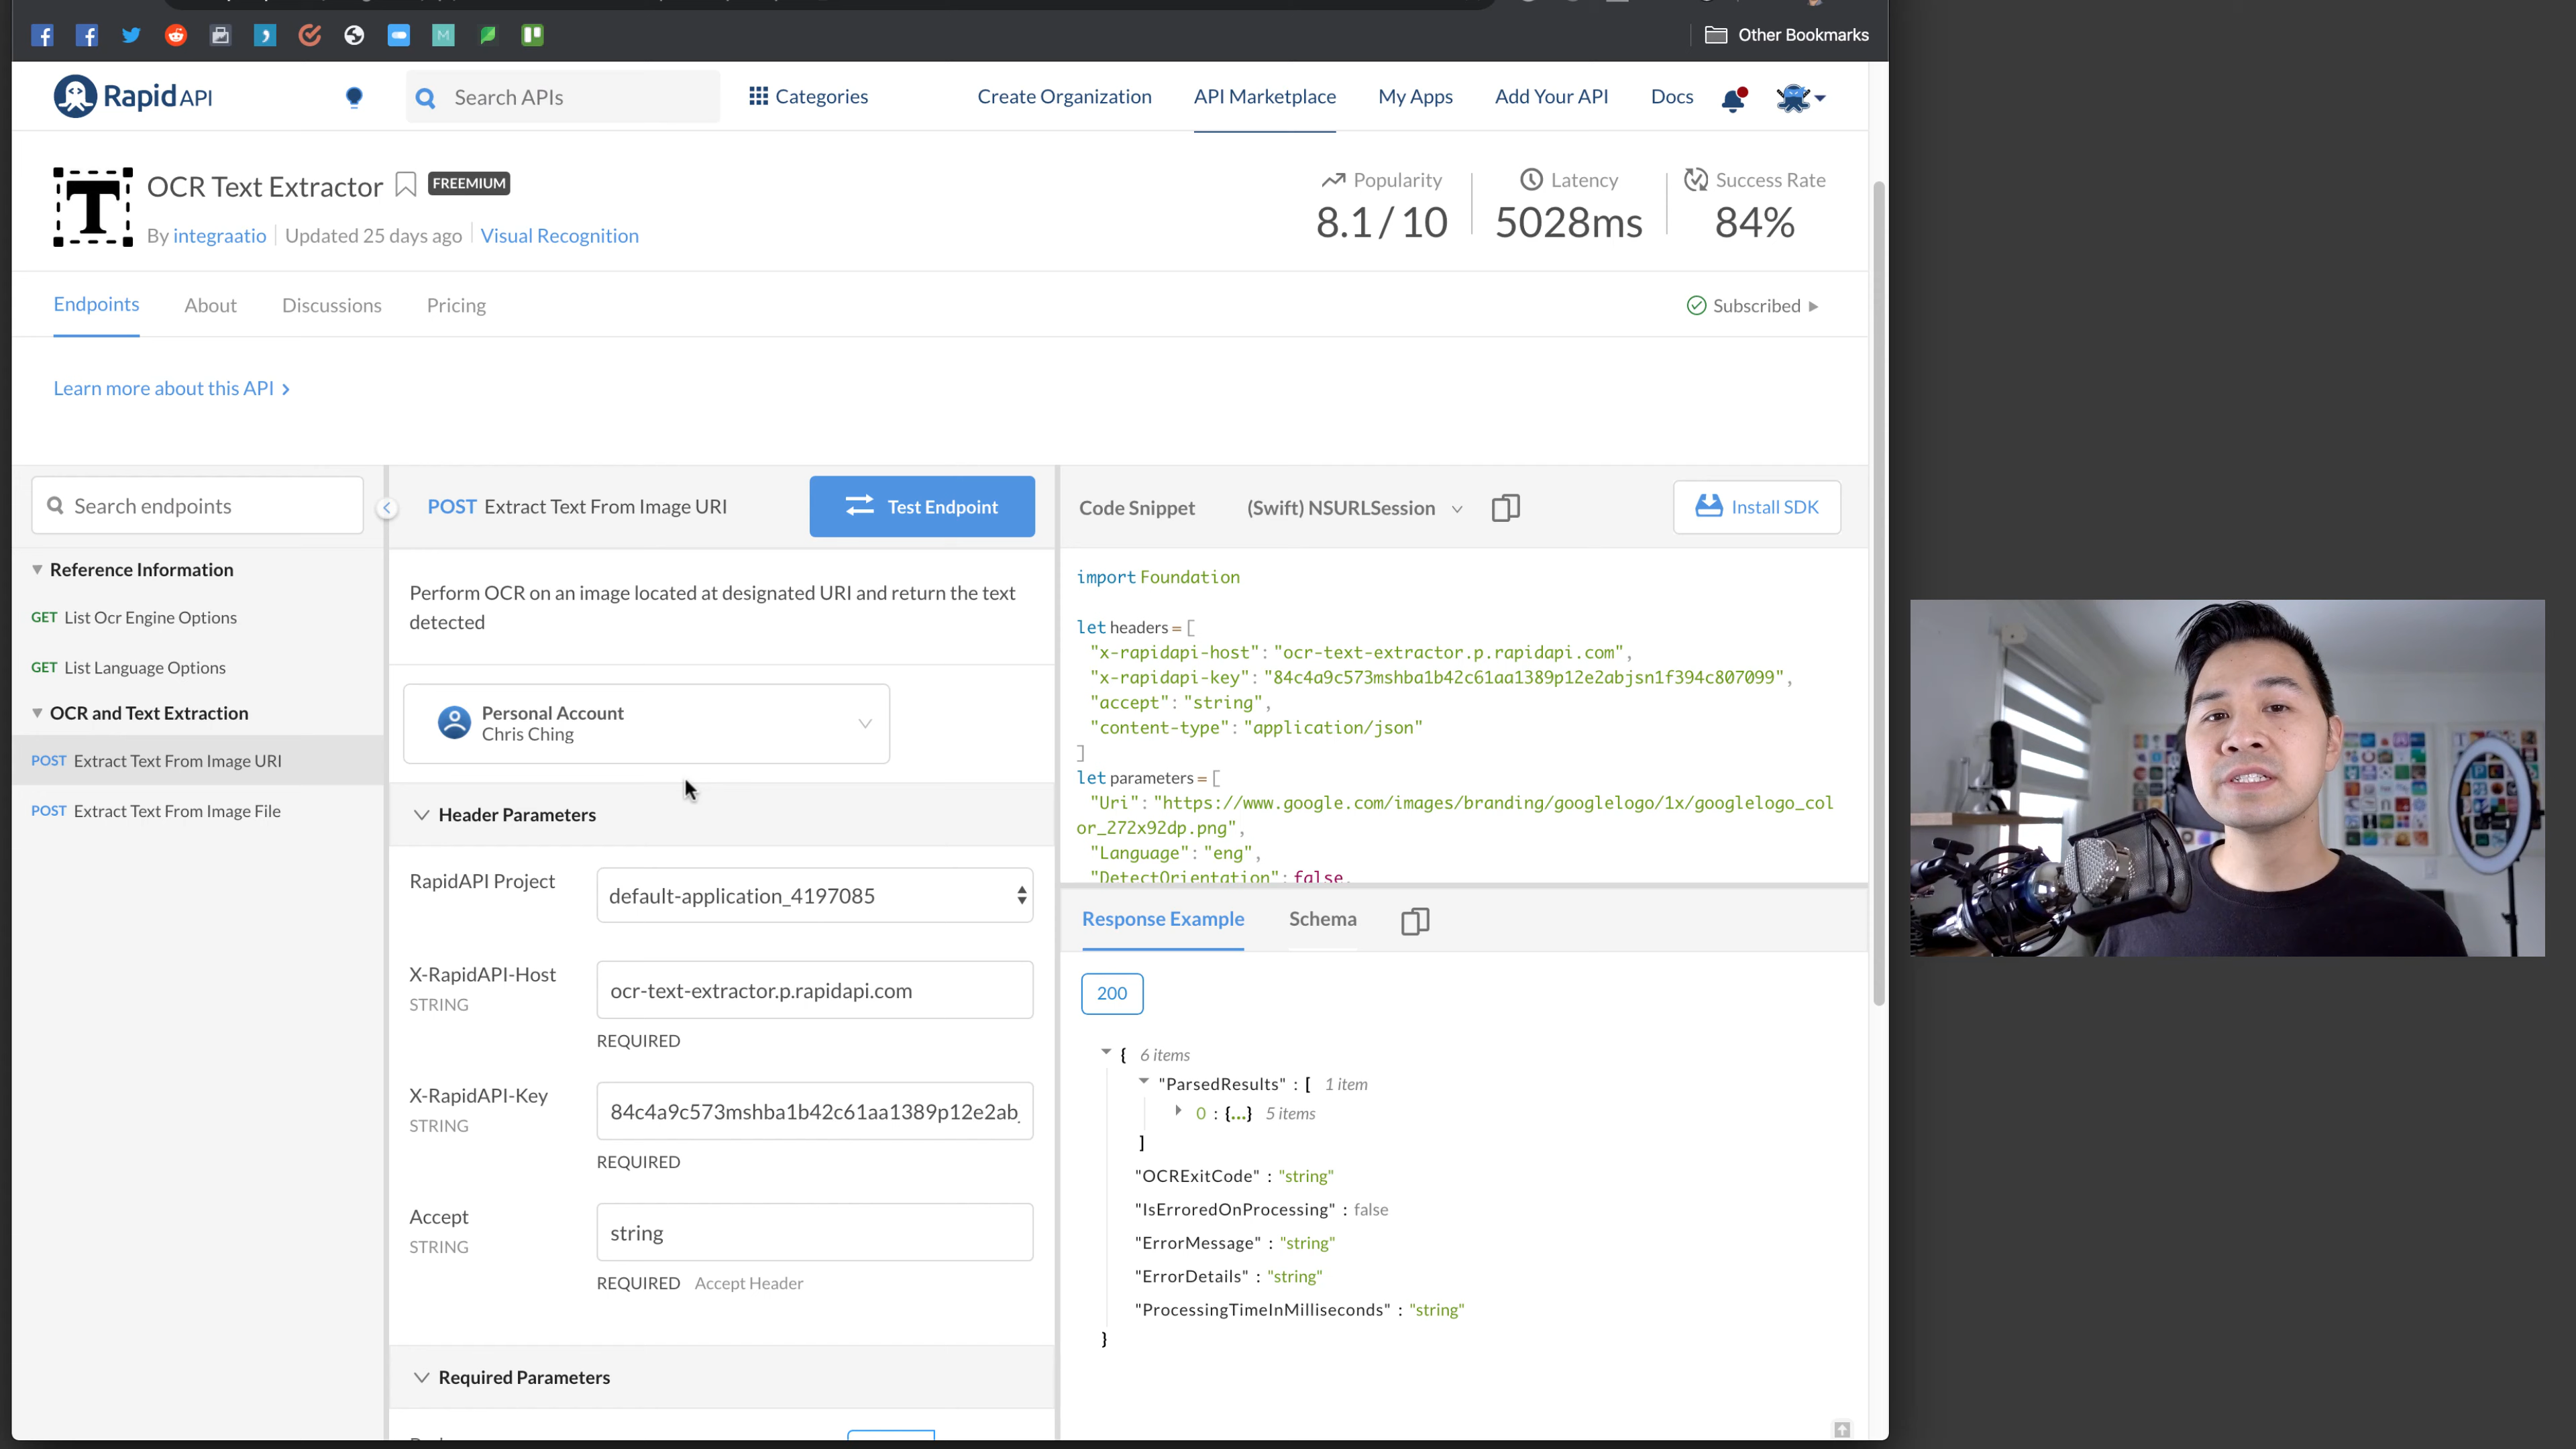 Other Bookmarks
Rapid API
Search APIs
Categories
Create Organization
API Marketplace
My Apps
Add Your API
Docs
T
OCR Text Extractor
FREEMIUM
By integraatio
Updated 25 days ago
Visual Recognition
Popularity
8.1 / 10
Latency
5028ms
Success Rate
84%
Endpoints
About
Discussions
Pricing
Subscribed
Learn more about this API
Search endpoints
Reference Information
GET List Ocr Engine Options
GET List Language Options
OCR and Text Extraction
POST Extract Text From Image URI
POST Extract Text From Image File
POST Extract Text From Image URI
Test Endpoint
Perform OCR on an image located at designated URI and return the text
detected
Personal Account
Chris Ching
Header Parameters
RapidAPI Project
default-application_4197085
X-RapidAPI-Host
STRING
ocr-text-extractor.p.rapidapi.com
REQUIRED
X-RapidAPI-Key
STRING
84c4a9c573mshba1b42c61aa1389p12e2ab
REQUIRED
Accept
STRING
string
REQUIRED Accept Header
Required Parameters
Code Snippet
(Swift) NSURLSession
Install SDK
import Foundation
let headers = [
"x-rapidapi-host": "ocr-text-extractor.p.rapidapi.com",
"x-rapidapi-key": "84c4a9c573mshba1b42c61aa1389p12e2abjsn1f394c807099",
"accept": "string",
"content-type": "application/json"
]
let parameters = [
"Uri": "https://www.google.com/images/branding/googlelogo/1x/googlelogo_col
or_272x92dp.png",
"Language": "eng",
"DetectOrientation": false,
Response Example
Schema
200
{ 6 items
"ParsedResults" : [ 1 item
0 : {...} 5 items
]
"OCRExitCode" : "string"
"IsErroredOnProcessing" : false
"ErrorMessage" : "string"
"ErrorDetails" : "string"
"ProcessingTimeInMilliseconds" : "string"
}